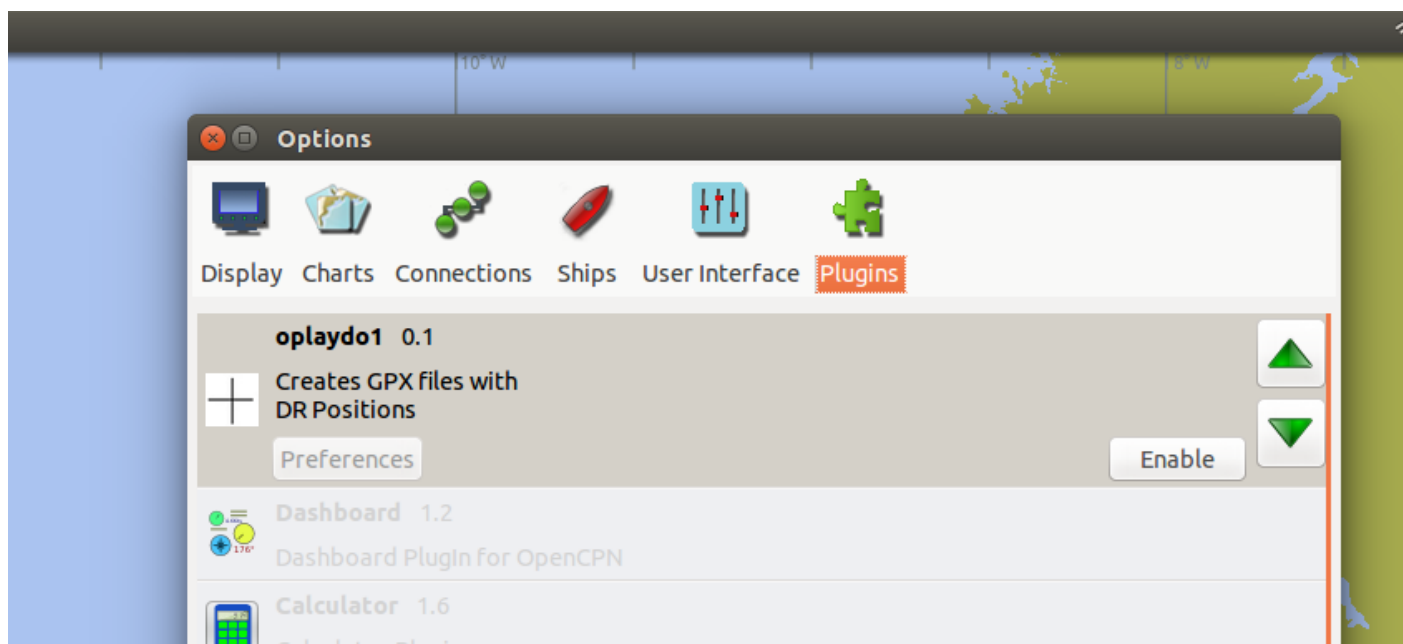 10° W
8° W
Options
Display Charts Connections Ships User Interface Plugins
oplaydo1 0.1
Creates GPX files with
DR Positions
Preferences
Enable
Dashboard 1.2
176°
Dashboard PlugIn for OpenCPN
Calculator 1.6